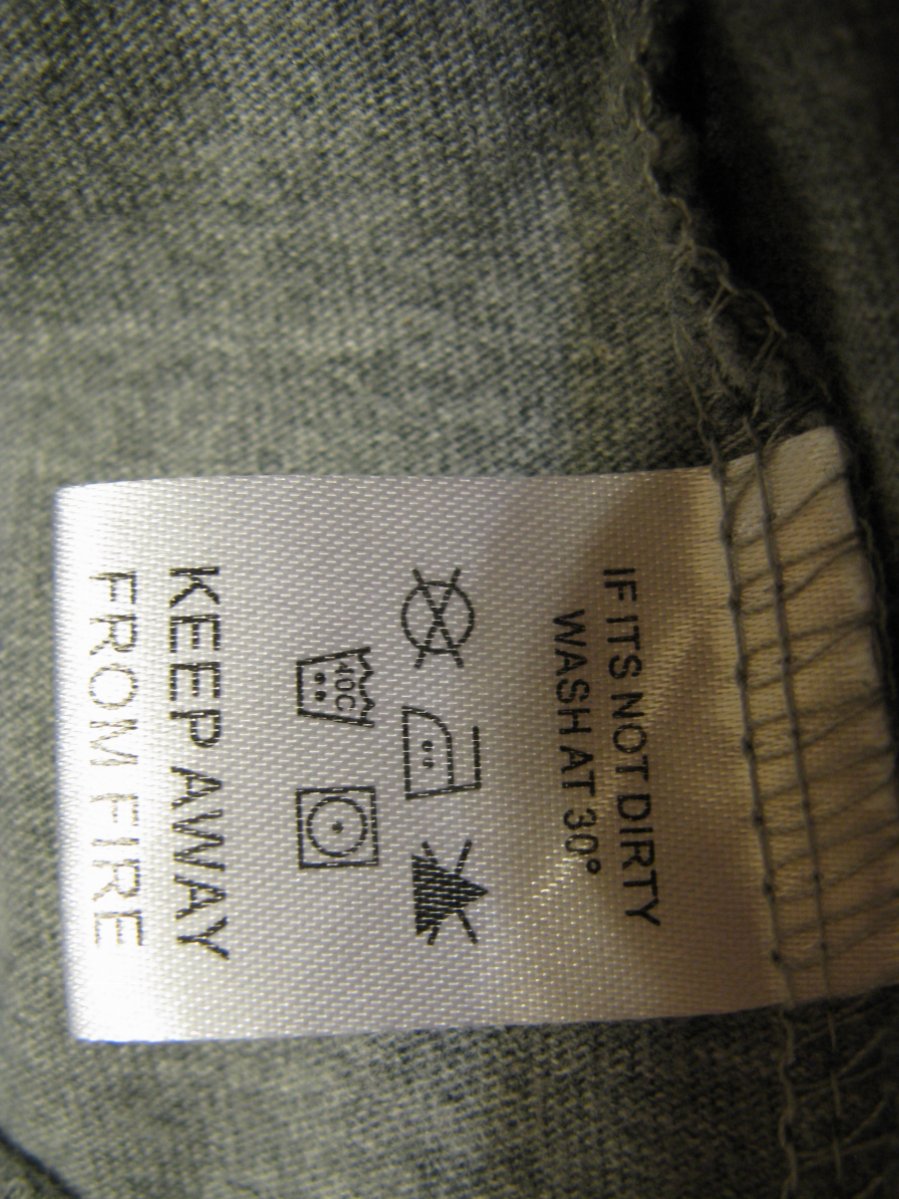 IF ITS NOT DIRTY
WASH AT 30°
40C
KEEP AWAY
FROM FIRE